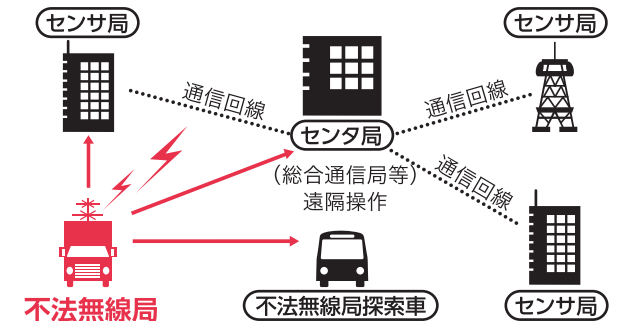 センサ局
センサ局
通信回線
通信回線
センタ局
(総合通信局等)
遠隔操作
通信回線
不法無線局
不法無線局探索車
センサ局